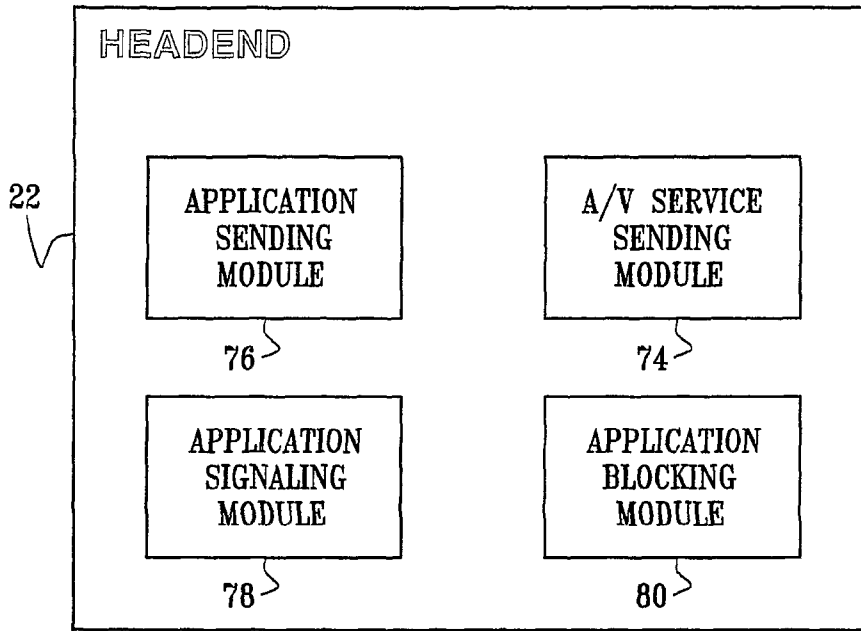 HEADEND
22
APPLICATION
SENDING
MODULE
76
A/V SERVICE
SENDING
MODULE
74
APPLICATION
SIGNALING
MODULE
78
APPLICATION
BLOCKING
MODULE
80